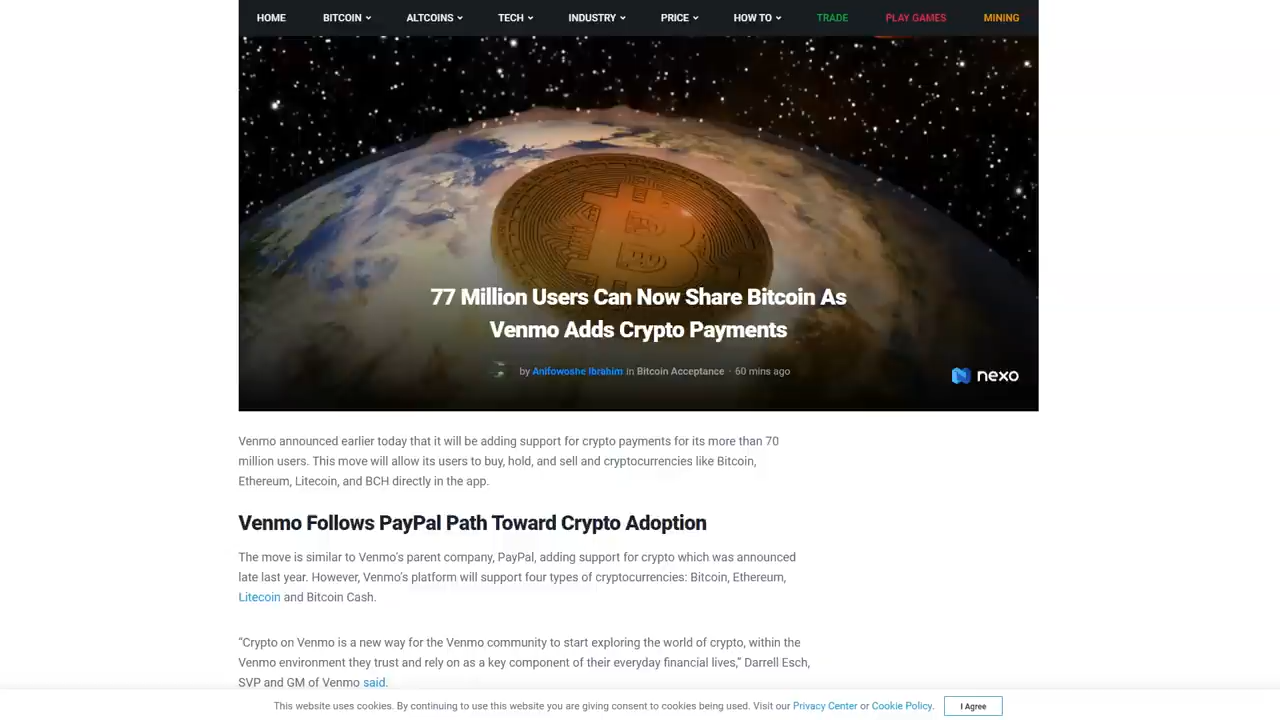 HOME BITCOIN ALTCOINS TECH INDUSTRY PRICE HOW TO TRADE PLAY GAMES MINING
77 Million Users Can Now Share Bitcoin As
Venmo Adds Crypto Payments
by Anifowoshe Ibrahim in Bitcoin Acceptance · 60 mins ago
nexo
Venmo announced earlier today that it will be adding support for crypto payments for its more than 70
million users. This move will allow its users to buy, hold, and sell and cryptocurrencies like Bitcoin,
Ethereum, Litecoin, and BCH directly in the app.
Venmo Follows PayPal Path Toward Crypto Adoption
The move is similar to Venmo's parent company, PayPal, adding support for crypto which was announced
late last year. However, Venmo's platform will support four types of cryptocurrencies: Bitcoin, Ethereum,
Litecoin and Bitcoin Cash.
“Crypto on Venmo is a new way for the Venmo community to start exploring the world of crypto, within the
Venmo environment they trust and rely on as a key component of their everyday financial lives,” Darrell Esch,
SVP and GM of Venmo said.
This website uses cookies. By continuing to use this website you are giving consent to cookies being used. Visit our Privacy Center or Cookie Policy. I Agree